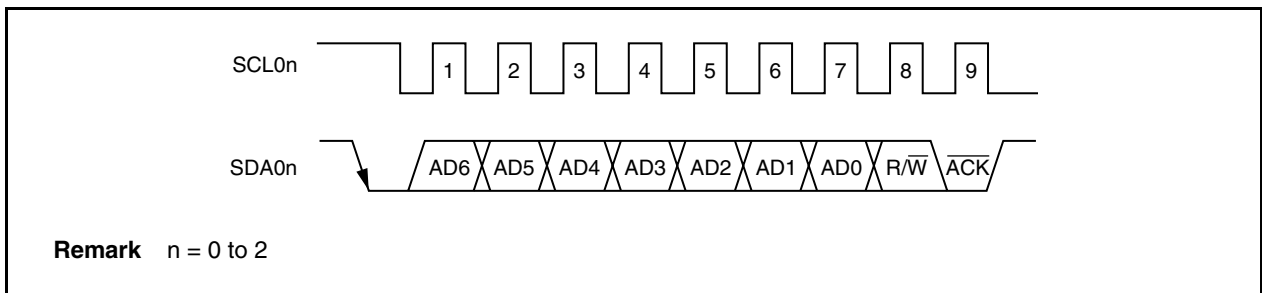 SCL0n 1 2 3 4 5 6 7 8 9
SDA0n AD6 AD5 AD4 AD3 AD2 AD1 AD0 R/W̅ A̅C̅K̅
Remark n = 0 to 2